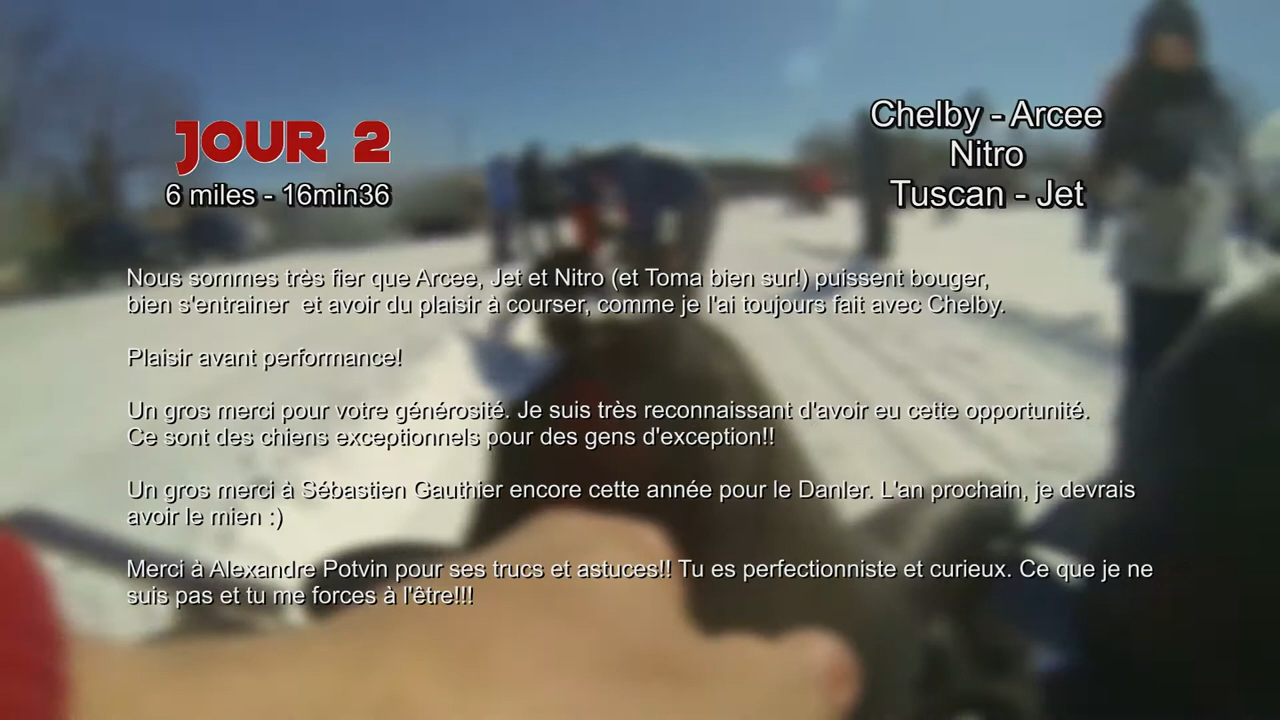 JOUR 2
6 miles - 16min36
Chelby - Arcee
Nitro
Tuscan - Jet
Nous sommes très fier que Arcee, Jet et Nitro (et Toma bien sur!) puissent bouger,
bien s'entrainer  et avoir du plaisir à courser, comme je l'ai toujours fait avec Chelby.
Plaisir avant performance!
Un gros merci pour votre générosité. Je suis très reconnaissant d'avoir eu cette opportunité.
Ce sont des chiens exceptionnels pour des gens d'exception!!
Un gros merci à Sébastien Gauthier encore cette année pour le Danler. L'an prochain, je devrais
avoir le mien :)
Merci à Alexandre Potvin pour ses trucs et astuces!! Tu es perfectionniste et curieux. Ce que je ne
suis pas et tu me forces à l'être!!!